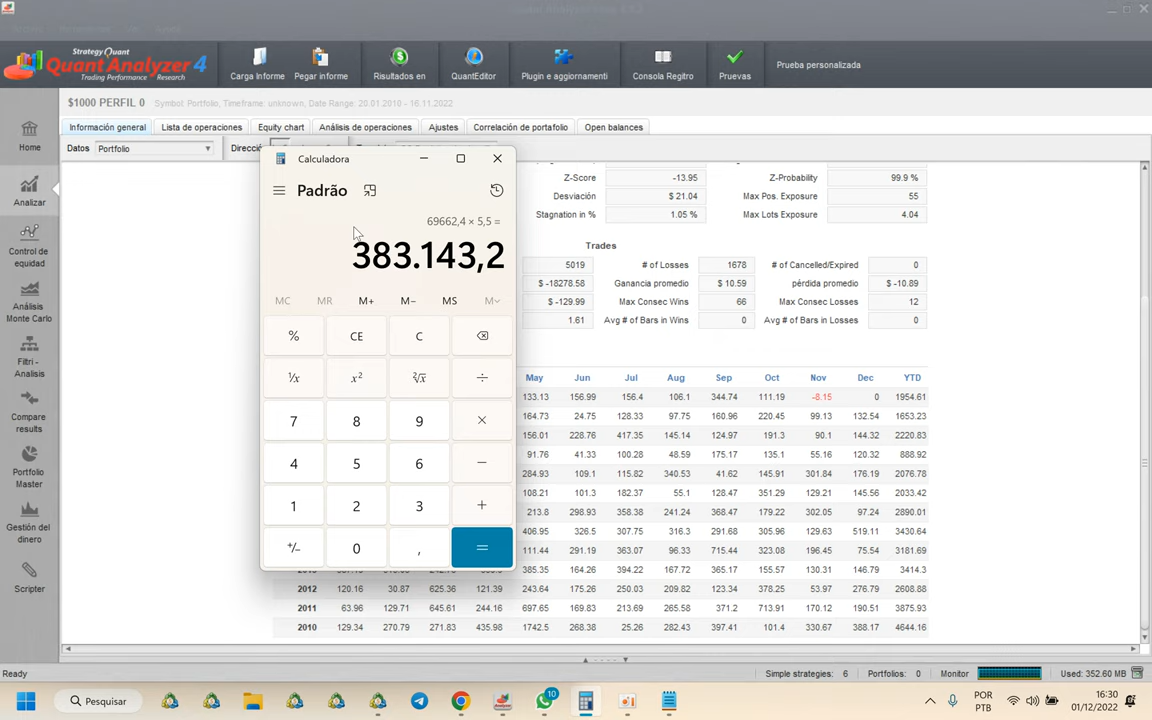 StrategyQuant
QuantAnalyzer 4
Trading Performance Research
Carga Informe
Pegar informe
Risultados en
QuantEditor
Plugin e aggiornamenti
Consola Regitro
Pruevas
Prueba personalizada
$1000 PERFIL 0 Symbol: Portfolio, Timeframe: unknown, Date Range: 20.01.2010 - 16.11.2022
Información general
Lista de operaciones
Equity chart
Análisis de operaciones
Ajustes
Correlación de portafolio
Open balances
Datos Portfolio
Home
Analizar
Control de
equidad
Análisis
Monte Carlo
Filtri -
Analisis
Compare
results
Portfolio
Master
Gestión del
dinero
Scripter
Calculadora
Padrão
69662,4 × 5,5 =
383.143,2
MC MR M+ M− MS M
% CE C
¹/x x² ²√x ÷
7 8 9 ×
4 5 6 −
1 2 3 +
+/− 0 , =
Z-Score -13.95 Z-Probability 99.9 %
Desviación $ 21.04 Max Pos. Exposure 55
Stagnation in % 1.05 % Max Lots Exposure 4.04
Trades
5019 # of Losses 1678 # of Cancelled/Expired 0
$ -18278.58 Ganancia promedio $ 10.59 pérdida promedio $ -10.89
$ -129.99 Max Consec Wins 66 Max Consec Losses 12
1.61 Avg # of Bars in Wins 0 Avg # of Bars in Losses 0
May Jun Jul Aug Sep Oct Nov Dec YTD
133.13 156.99 156.4 106.1 344.74 111.19 -8.15 0 1954.61
164.73 24.75 128.33 97.75 160.96 220.45 99.13 132.54 1653.23
156.01 228.76 417.35 145.14 124.97 191.3 90.1 144.32 2220.83
91.76 41.33 100.28 48.59 175.17 135.1 55.16 120.32 888.92
284.93 109.1 115.82 340.53 41.62 145.91 301.84 176.19 2076.78
108.21 101.3 182.37 55.1 128.47 351.29 129.21 145.56 2033.42
213.8 298.93 358.38 241.24 368.47 179.22 302.05 97.24 2890.01
406.95 326.5 307.75 316.3 291.68 305.96 129.63 519.11 3430.64
111.44 291.19 363.07 96.33 715.44 323.08 196.45 75.54 3181.69
385.35 164.26 394.22 167.72 365.17 155.57 130.31 146.79 3414.3
2012 120.16 30.87 625.36 121.39 243.64 175.26 250.03 209.82 123.34 378.25 53.97 276.79 2608.88
2011 63.96 129.71 645.61 244.16 697.65 169.83 213.69 265.58 371.2 713.91 170.12 190.51 3875.93
2010 129.34 270.79 271.83 435.98 1742.5 268.38 25.26 282.43 397.41 101.4 330.67 388.17 4644.16
Ready
Simple strategies: 6 Portfolios: 0 Monitor Used: 352.60 MB
Pesquisar
10
POR
PTB
16:30
01/12/2022